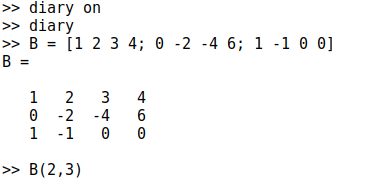 >> diary on
>> diary
>> B = [1 2 3 4; 0 -2 -4 6; 1 -1 0 0]
B =
1 2 3 4
0 -2 -4 6
1 -1 0 0
>> B(2,3)